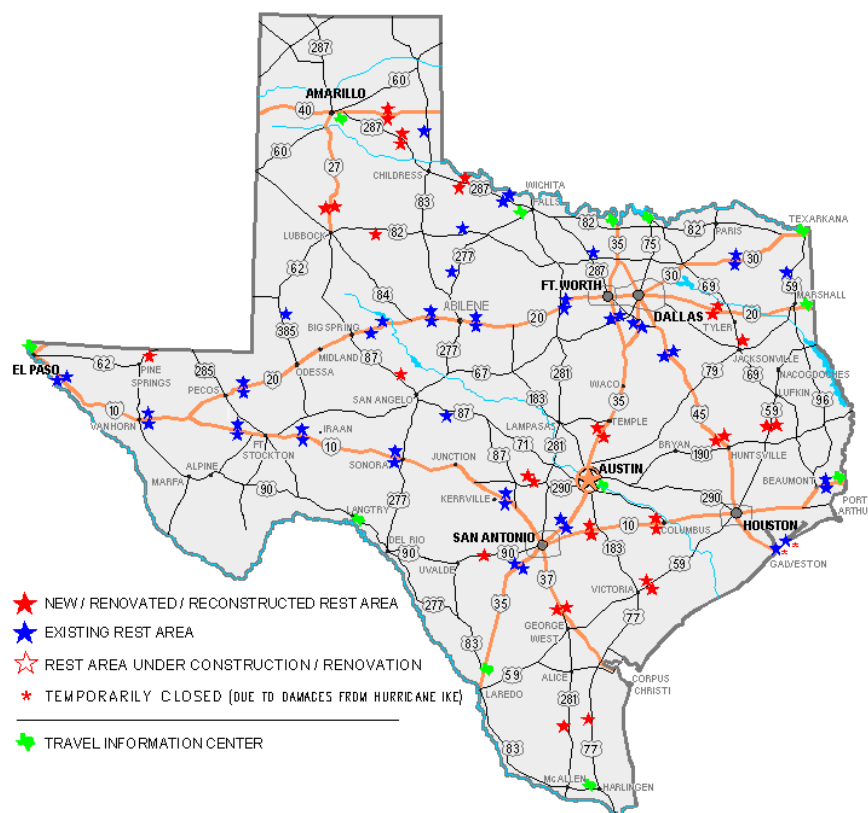 287
60
AMARILLO
40
287
60
27
CHILDRESS
287
WICHITA
FALLS
83
82
TEXARKANA
82
35
75
PARIS
82
LUBBOCK
277
30
62
287
30
69
59
FT. WORTH
MARSHALL
84
ABILENE
DALLAS
20
385
BIG SPRING
20
TYLER
277
MIDLAND
87
JACKSONVILLE
62
PINE
SPRINGS
EL PASO
285
ODESSA
67
281
79
69
NACOGDOCHES
20
PECOS
SAN ANGELO
183
WACO
LUFKIN
96
10
35
VANHORN
87
LAMPASAS
TEMPLE
45
59
IRAAN
71
281
BRYAN
190
HUNTSVILLE
FT.
STOCKTON
10
SONORA
JUNCTION
87
AUSTIN
ALPINE
277
BEAUMONT
MARFA
90
KERRVILLE
290
290
PORT
ARTHUR
LANGTRY
10
COLUMBUS
HOUSTON
DEL RIO
SAN ANTONIO
90
90
183
GALVESTON
UVALDE
37
59
VICTORIA
277
35
77
GEORGE
WEST
83
59
ALICE
CORPUS
CHRISTI
LAREDO
281
77
83
McALLEN
HARLINGEN
NEW / RENOVATED / RECONSTRUCTED REST AREA
EXISTING REST AREA
REST AREA UNDER CONSTRUCTION / RENOVATION
* TEMPORARILY CLOSED (DUE TO DAMAGES FROM HURRICANE IKE)
TRAVEL INFORMATION CENTER